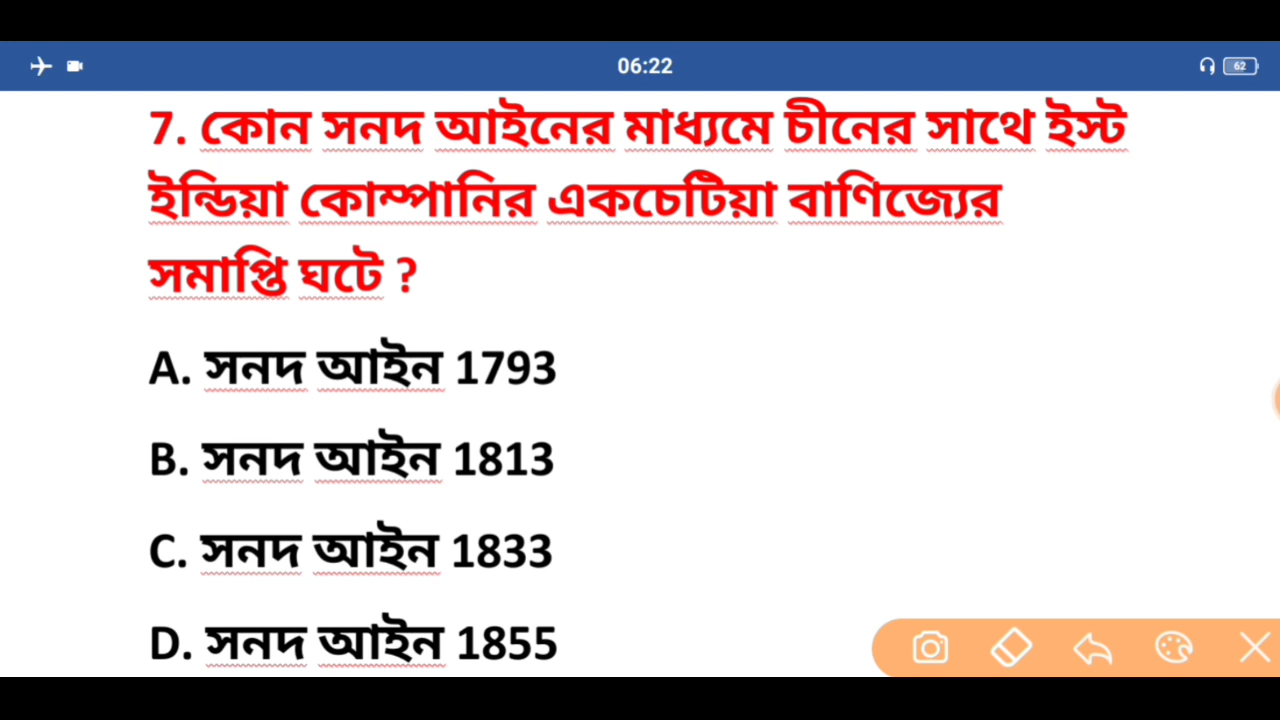 06:22
62
7. কোন সনদ আইনের মাধ্যমে চীনের সাথে ইস্ট
ইন্ডিয়া কোম্পানির একচেটিয়া বাণিজ্যের
সমাপ্তি ঘটে ?
A. সনদ আইন 1793
B. সনদ আইন 1813
C. সনদ আইন 1833
D. সনদ আইন 1855